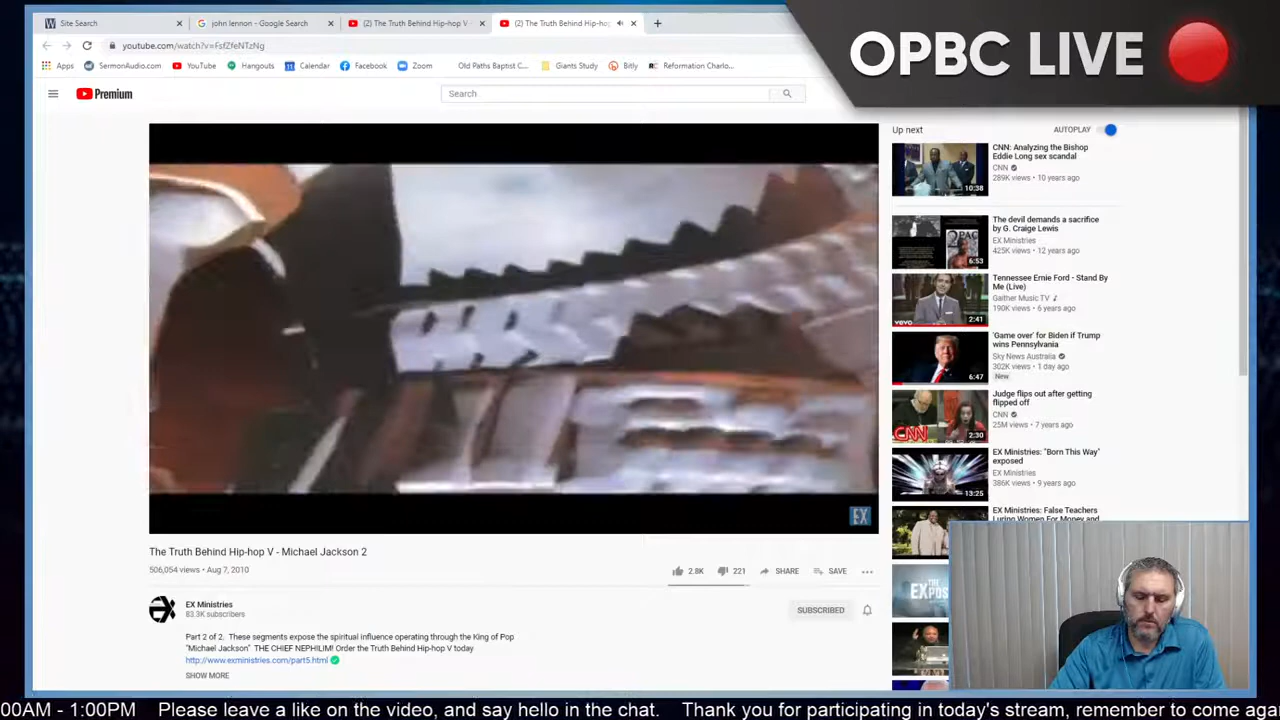 Site Search
john lennon - Google Search
(2) The Truth Behind Hip-hop V -
(2) The Truth Behind Hip-hop
OPBC LIVE
youtube.com/watch?v=FsfZfeNTzNg
Apps
SermonAudio.com
YouTube
Hangouts
Calendar
Facebook
Zoom
Old Paths Baptist C...
Giants Study
Bitly
Reformation Charlo...
Premium
Search
Up next
AUTOPLAY
CNN: Analyzing the Bishop
Eddie Long sex scandal
CNN
289K views • 10 years ago
10:38
The devil demands a sacrifice
by G. Craige Lewis
EX Ministries
425K views • 12 years ago
2PAC
6:53
Tennessee Ernie Ford - Stand By
Me (Live)
Gaither Music TV
190K views • 6 years ago
vevo
2:41
'Game over' for Biden if Trump
wins Pennsylvania
Sky News Australia
302K views • 1 day ago
New
6:47
Judge flips out after getting
flipped off
CNN
25M views • 7 years ago
CNN
2:30
EX Ministries: "Born This Way"
exposed
EX Ministries
386K views • 9 years ago
13:25
EX Ministries: False Teachers
Luring Women For Money and
THE
EXPOS
EX
The Truth Behind Hip-hop V - Michael Jackson 2
506,054 views • Aug 7, 2010
2.8K
221
SHARE
SAVE
EX Ministries
83.3K subscribers
SUBSCRIBED
Part 2 of 2. These segments expose the spiritual influence operating through the King of Pop
"Michael Jackson" THE CHIEF NEPHILIM! Order the Truth Behind Hip-hop V today
http://www.exministries.com/part5.html
SHOW MORE
:00AM - 1:00PM Please leave a like on the video, and say hello in the chat. Thank you for participating in today's stream, remember to come aga